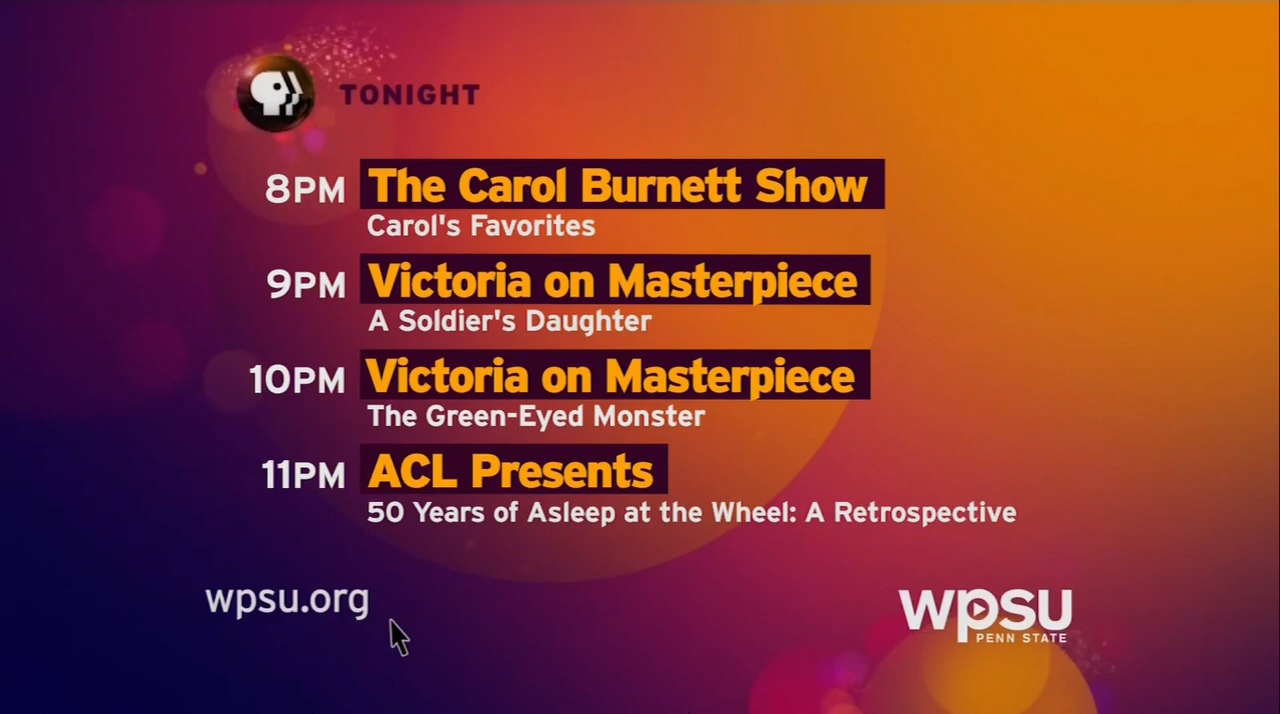 TONIGHT
8PM The Carol Burnett Show
Carol's Favorites
9PM Victoria on Masterpiece
A Soldier's Daughter
10PM Victoria on Masterpiece
The Green-Eyed Monster
11PM ACL Presents
50 Years of Asleep at the Wheel: A Retrospective
wpsu.org
wpsu
PENN STATE